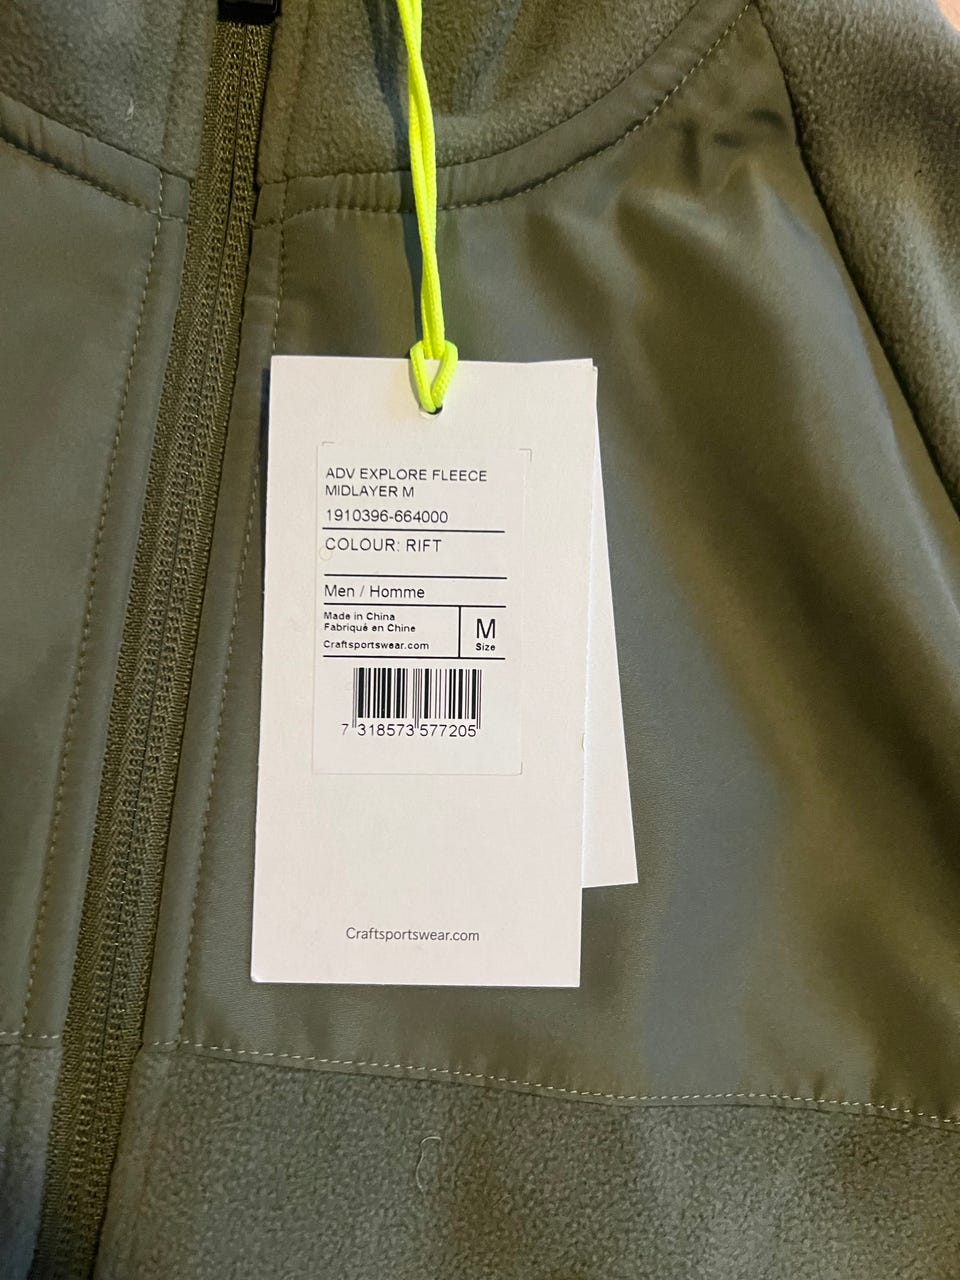 ADV EXPLORE FLEECE
MIDLAYER M
1910396-664000
COLOUR: RIFT
Men / Homme
Made in China
Fabriqué en Chine
Craftsportswear.com
M
Size
7 318573 577205
Craftsportswear.com